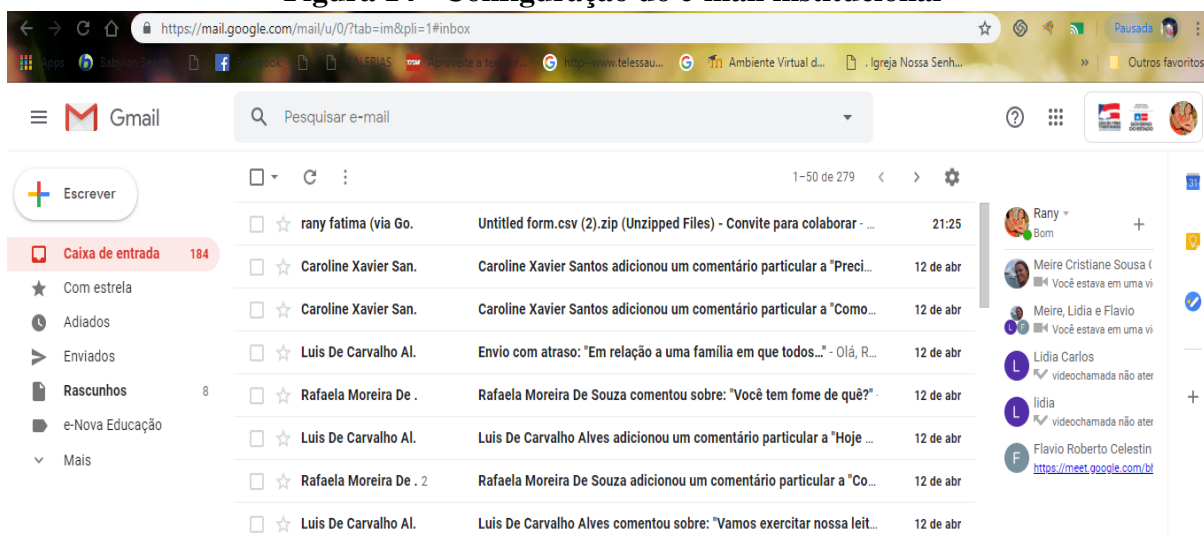 Figura 14 - Configuração do e-mail institucional
https://mail.google.com/mail/u/0/?tab=im&pli=1#inbox
Pausada
Apps Babylon Search Facebook GALERIAS Aproveite a tem... http--www.telessau... Ambiente Virtual d... . Igreja Nossa Senh... » Outros favoritos
Gmail
Pesquisar e-mail
Escrever
1–50 de 279
Caixa de entrada 184
Com estrela
Adiados
Enviados
Rascunhos 8
e-Nova Educação
Mais
rany fatima (via Go. Untitled form.csv (2).zip (Unzipped Files) - Convite para colaborar - ... 21:25
Caroline Xavier San. Caroline Xavier Santos adicionou um comentário particular a "Preci... 12 de abr
Caroline Xavier San. Caroline Xavier Santos adicionou um comentário particular a "Como... 12 de abr
Luis De Carvalho Al. Envio com atraso: "Em relação a uma família em que todos..." - Olá, R... 12 de abr
Rafaela Moreira De . Rafaela Moreira De Souza comentou sobre: "Você tem fome de quê?" - 12 de abr
Luis De Carvalho Al. Luis De Carvalho Alves adicionou um comentário particular a "Hoje ... 12 de abr
Rafaela Moreira De . 2 Rafaela Moreira De Souza adicionou um comentário particular a "Co... 12 de abr
Luis De Carvalho Al. Luis De Carvalho Alves comentou sobre: "Vamos exercitar nossa leit... 12 de abr
Rany
Bom
Meire Cristiane Sousa (
Você estava em uma vi
Meire, Lidia e Flavio
Você estava em uma vi
L
Lidia Carlos
videochamada não ater
L
lidia
videochamada não ater
F
Flavio Roberto Celestin
https://meet.google.com/bl
31